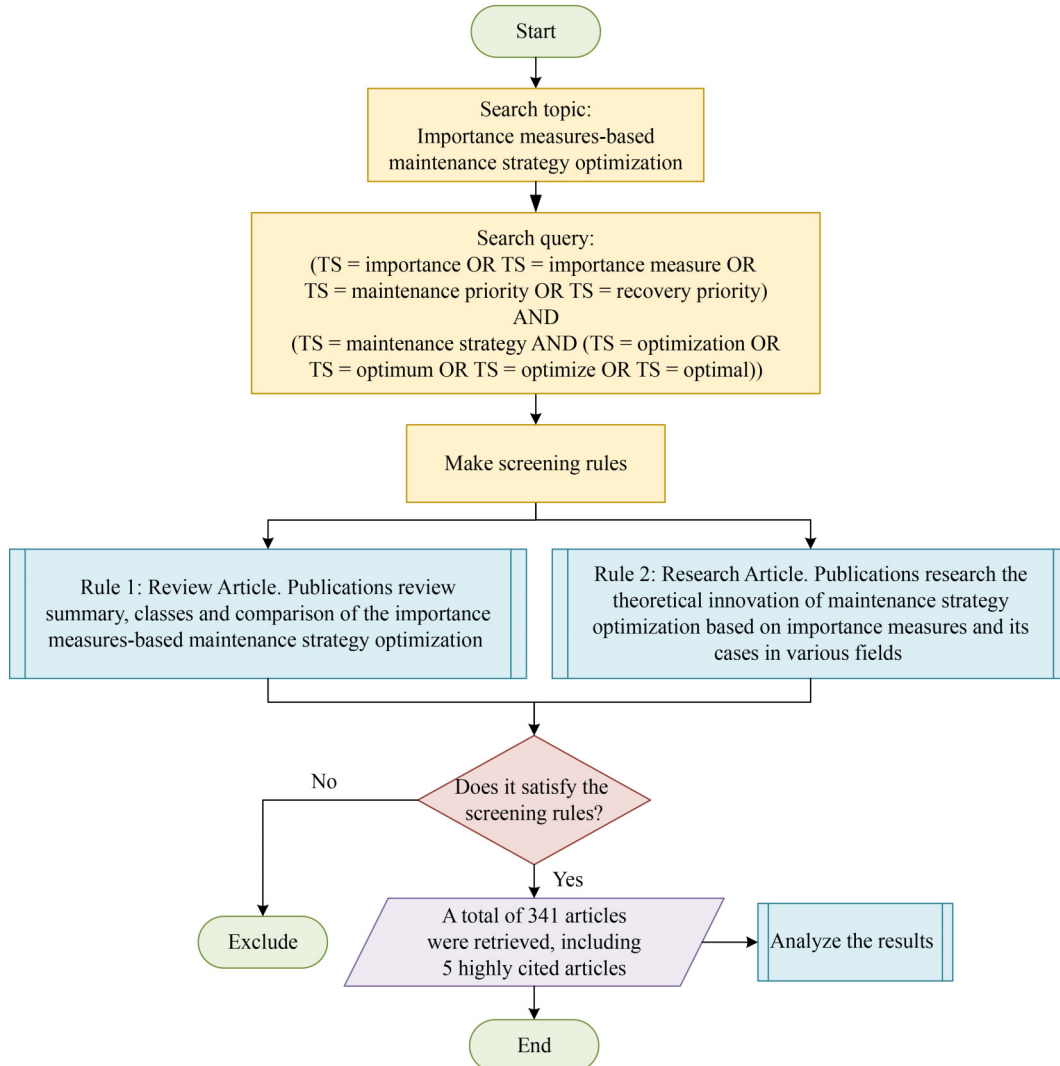 Start
Search topic:
Importance measures-based
maintenance strategy optimization
Search query:
(TS = importance OR TS = importance measure OR
TS = maintenance priority OR TS = recovery priority)
AND
(TS = maintenance strategy AND (TS = optimization OR
TS = optimum OR TS = optimize OR TS = optimal))
Make screening rules
Rule 1: Review Article. Publications review
summary, classes and comparison of the importance
measures-based maintenance strategy optimization
Rule 2: Research Article. Publications research the
theoretical innovation of maintenance strategy
optimization based on importance measures and its
cases in various fields
Does it satisfy the
screening rules?
No
Yes
Exclude
A total of 341 articles
were retrieved, including
5 highly cited articles
Analyze the results
End